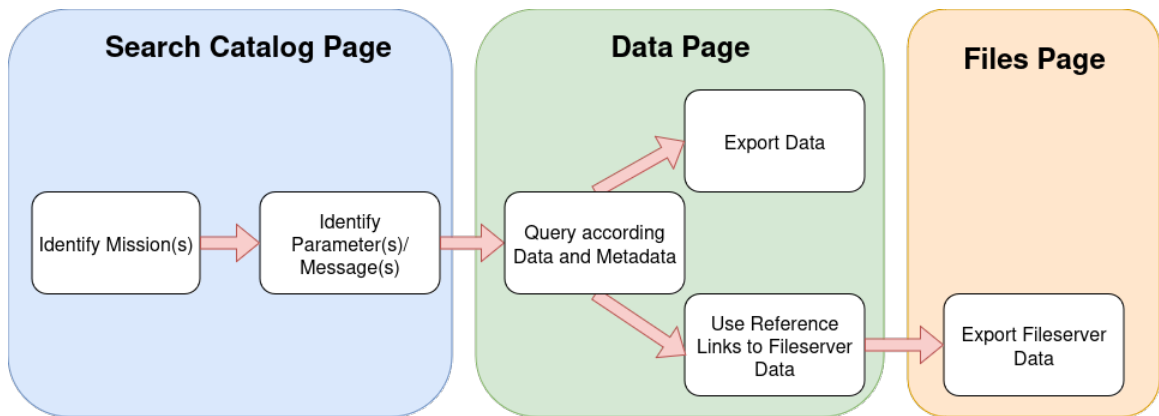 Search Catalog Page
Identify Mission(s)
Identify
Parameter(s)/
Message(s)
Data Page
Query according
Data and Metadata
Export Data
Use Reference
Links to Fileserver
Data
Files Page
Export Fileserver
Data